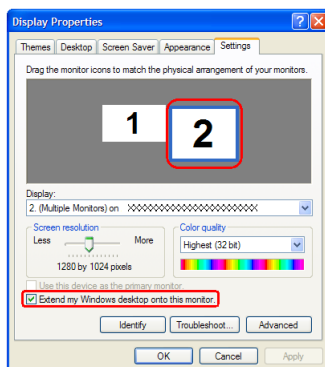 Display Properties
Themes Desktop Screen Saver Appearance Settings
Drag the monitor icons to match the physical arrangement of your monitors.
1 2
Display:
2. (Multiple Monitors) on XXXXXXXXXXXXXXXXXXXXXX
Screen resolution
Less More
1280 by 1024 pixels
Color quality
Highest (32 bit)
Use this device as the primary monitor.
Extend my Windows desktop onto this monitor.
Identify Troubleshoot... Advanced
OK Cancel Apply